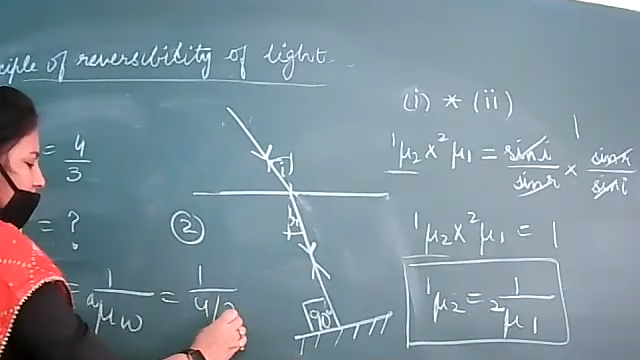 ciple of reversibility of light.
= 4/3
= ?
= 1/ᵃμw = 1/4/3
②
i
r
90°
(i) * (ii)
¹μ₂ x ²μ₁ = sin i/sin r x sin r/sin i
1
¹μ₂ x ²μ₁ = 1
¹μ₂ = 1/₂μ₁